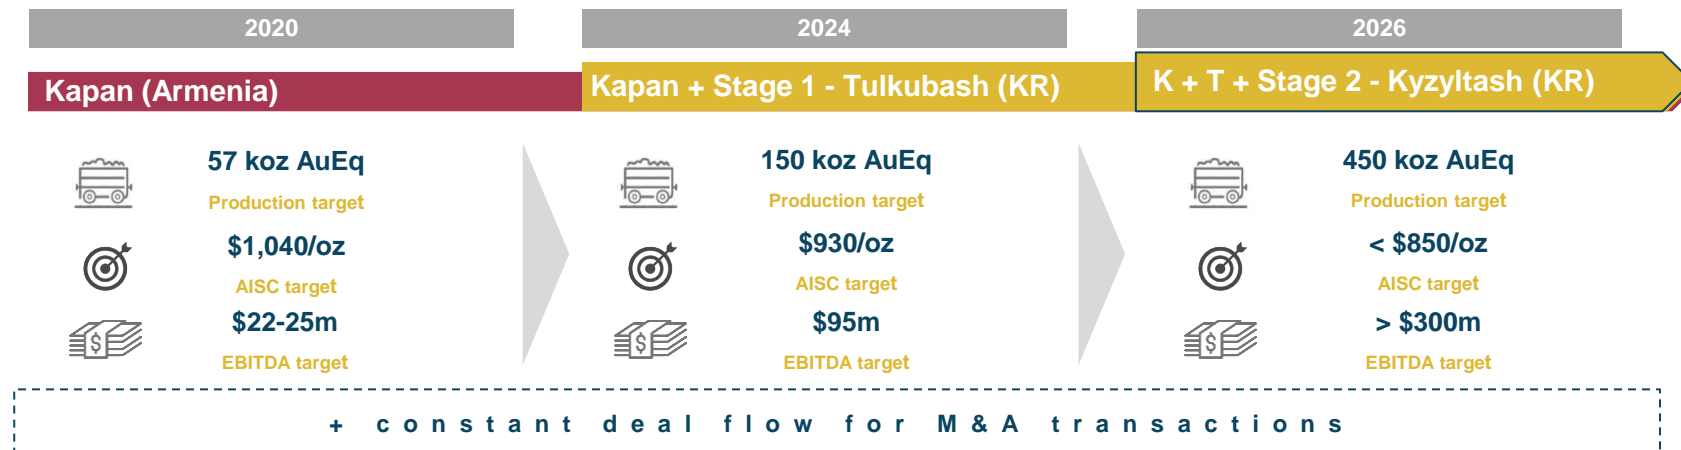 2020
2024
2026
Kapan (Armenia)
Kapan + Stage 1 - Tulkubash (KR)
K + T + Stage 2 - Kyzyltash (KR)
57 koz AuEq
Production target
$1,040/oz
AISC target
$22-25m
EBITDA target
150 koz AuEq
Production target
$930/oz
AISC target
$95m
EBITDA target
450 koz AuEq
Production target
< $850/oz
AISC target
> $300m
EBITDA target
+ constant deal flow for M&A transactions